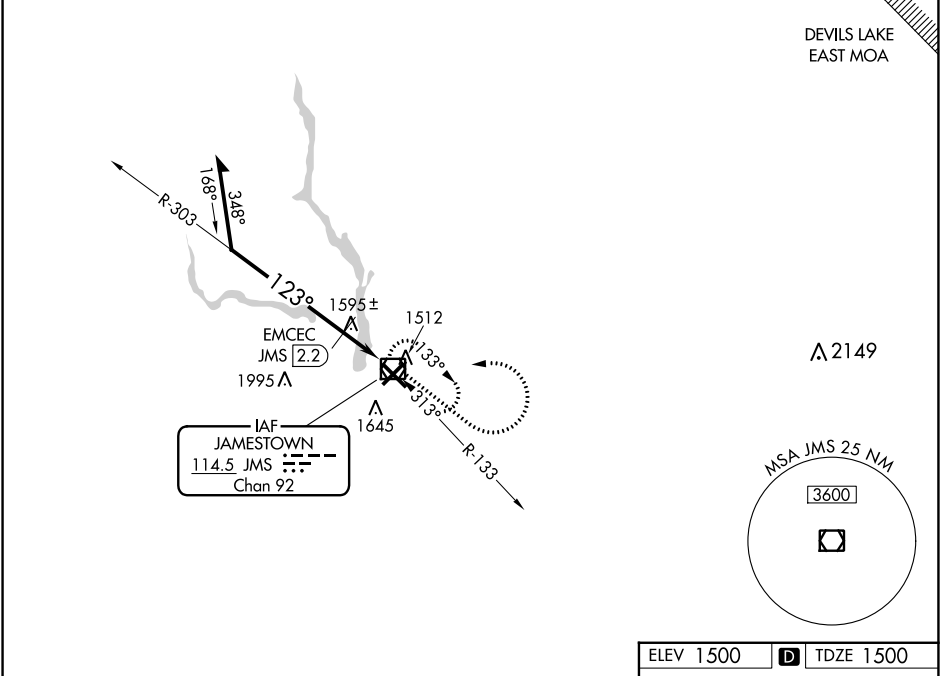 DEVILS LAKE
EAST MOA
R-303
168°
348°
123°
1595±
1512
EMCEC
JMS 2.2
133°
2149
1995
313°
1645
IAF
JAMESTOWN
114.5 JMS
Chan 92
R-133
MSA JMS 25 NM
3600
ELEV 1500 D TDZE 1500